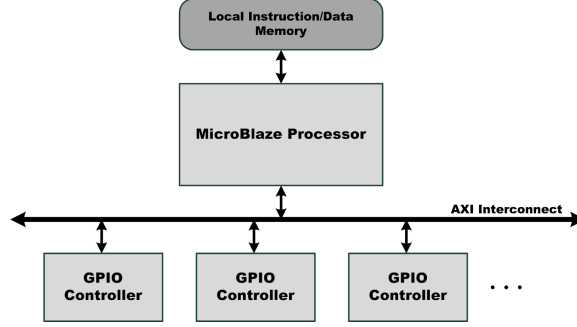 Local Instruction/Data
Memory
MicroBlaze Processor
AXI Interconnect
GPIO
Controller
GPIO
Controller
GPIO
Controller
. . .